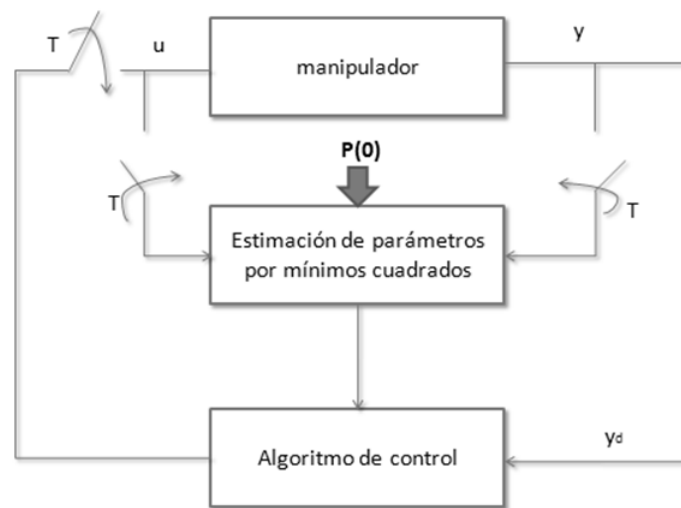 T
u
manipulador
y
P(0)
T
T
Estimación de parámetros
por mínimos cuadrados
Algoritmo de control
yd